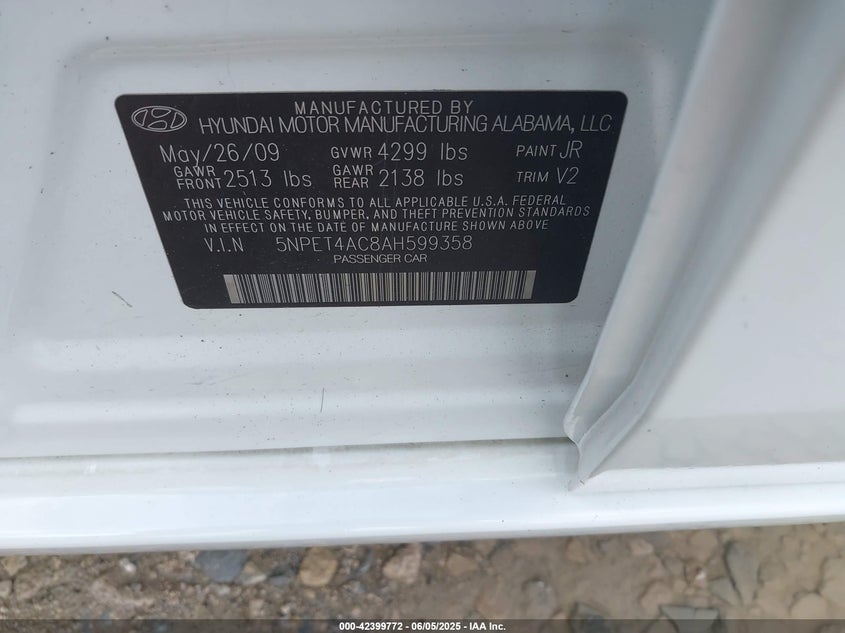 MANUFACTURED BY
HYUNDAI MOTOR MANUFACTURING ALABAMA, LLC
May/26/09 GVWR 4299 lbs PAINT JR
GAWR FRONT 2513 lbs GAWR REAR 2138 lbs TRIM V2
THIS VEHICLE CONFORMS TO ALL APPLICABLE U.S.A. FEDERAL
MOTOR VEHICLE SAFETY, BUMPER, AND THEFT PREVENTION STANDARDS
IN EFFECT ON THE DATE OF MANUFACTURE SHOWN ABOVE.
V.I.N 5NPET4AC8AH599358
PASSENGER CAR
000-42399772 - 06/05/2025 - IAA Inc.